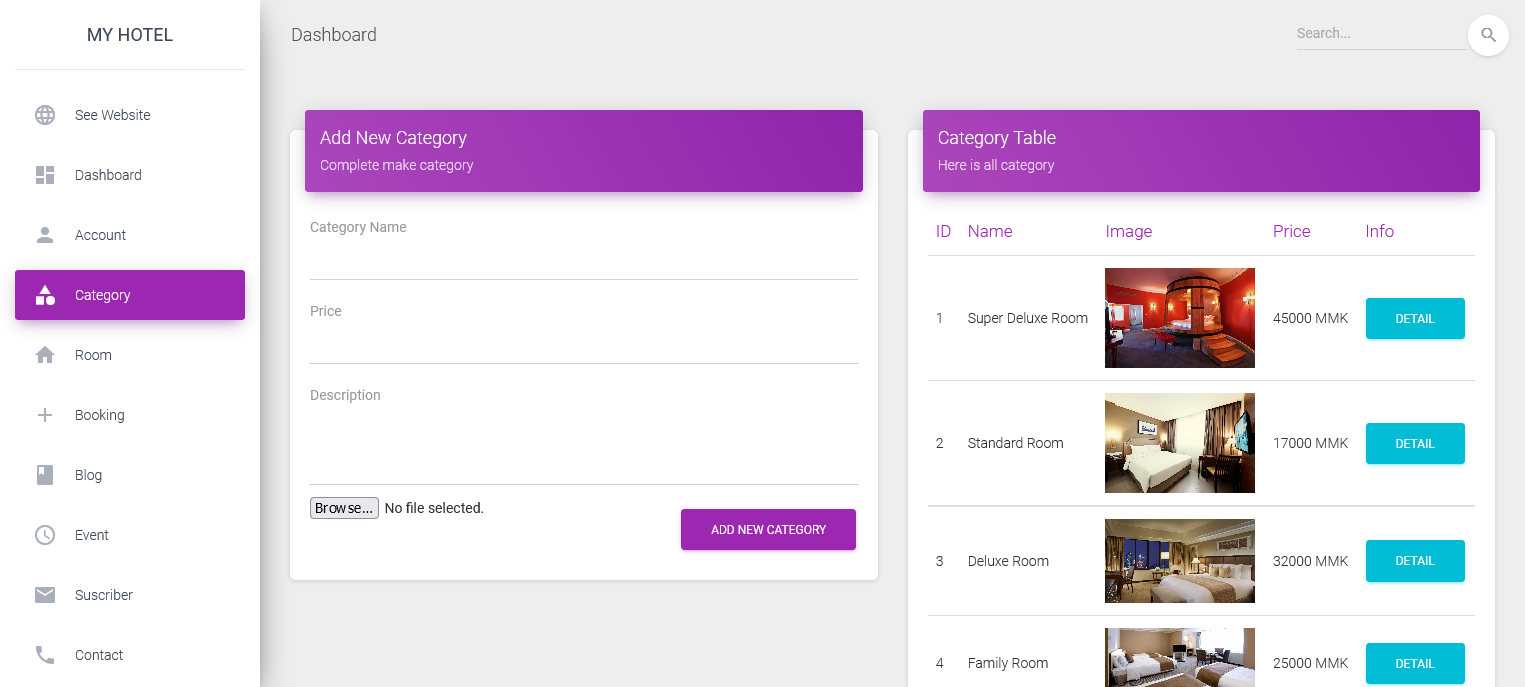 MY HOTEL
See Website
Dashboard
Account
Category
Room
Booking
Blog
Event
Suscriber
Contact
Dashboard
Search...
Add New Category
Complete make category
Category Name
Price
Description
Browse... No file selected.
ADD NEW CATEGORY
Category Table
Here is all category
ID Name Image Price Info
1 Super Deluxe Room 45000 MMK DETAIL
2 Standard Room 17000 MMK DETAIL
3 Deluxe Room 32000 MMK DETAIL
4 Family Room 25000 MMK DETAIL